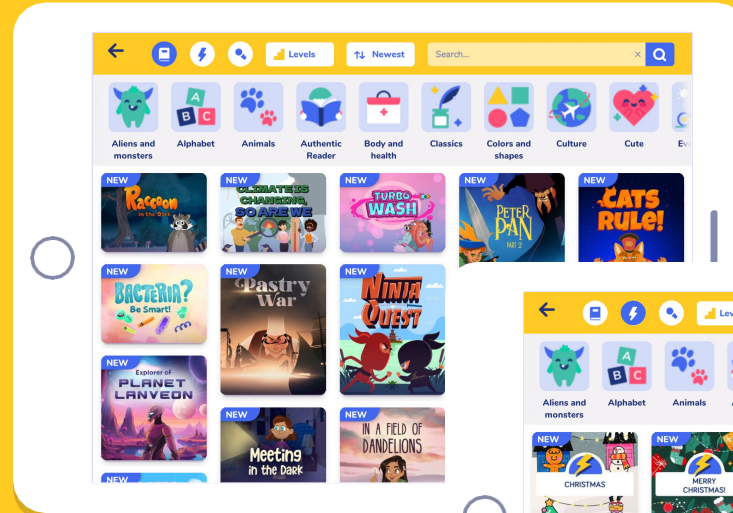 Levels
Newest
Search...
A
B C
Aliens and
monsters
Alphabet
Animals
Authentic
Reader
Body and
health
Classics
Colors and
shapes
Culture
Cute
NEW
Raccoon
in the Dark
NEW
CLIMATE IS
CHANGING,
SO ARE WE
NEW
TURBO
WASH
NEW
PETER
PAN
PART 2
NEW
CATS
RULE!
NEW
BACTERIA?
Be Smart!
NEW
Pastry
War
NEW
NINJA
QUEST
NEW
Explorer of
PLANET
LANVEON
NEW
Meeting
in the Dark
NEW
IN A FIELD OF
DANDELIONS
NEW
A
B C
Aliens and
monsters
Alphabet
Animals
NEW
CHRISTMAS
NEW
MERRY
CHRISTMAS!